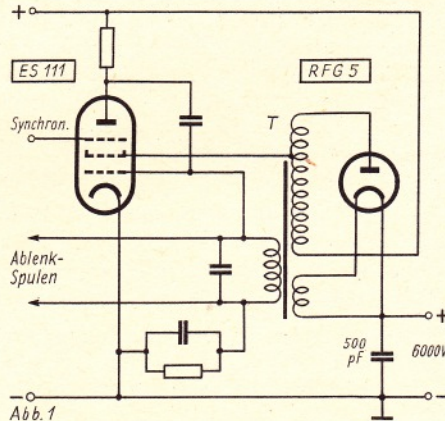 +
ES 111
RFG 5
Synchron.
T
Ablenk-
Spulen
+
500
pF
6000V
−
−
Abb. 1